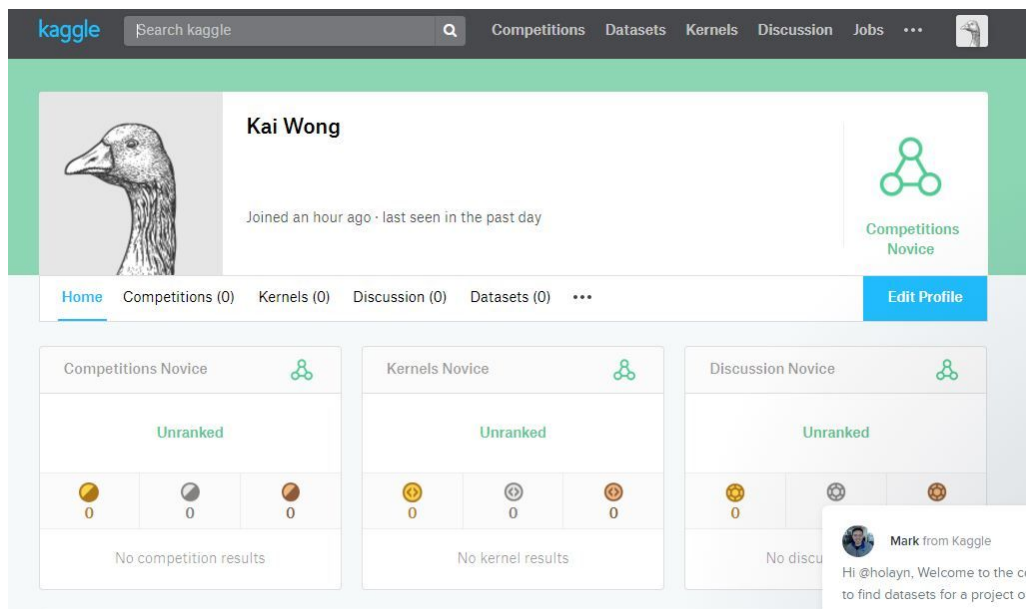 kaggle Search kaggle Competitions Datasets Kernels Discussion Jobs •••
Kai Wong
Joined an hour ago · last seen in the past day
Competitions
Novice
Home Competitions (0) Kernels (0) Discussion (0) Datasets (0) ••• Edit Profile
Competitions Novice Kernels Novice Discussion Novice
Unranked Unranked Unranked
0 0 0 0 0 0 0
No competition results No kernel results No discu
Mark from Kaggle
Hi @holayn, Welcome to the c
to find datasets for a project o